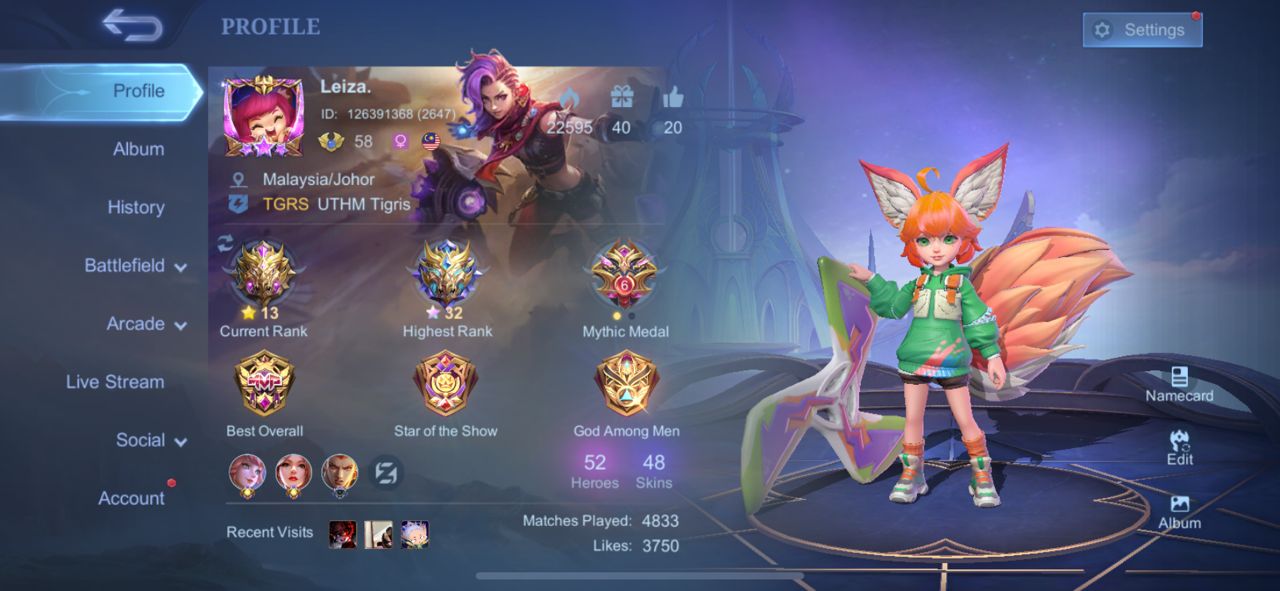 PROFILE
Settings
Profile
Album
History
Battlefield
Arcade
Live Stream
Social
Account
Leiza.
ID: 126391368 (2647)
58
22595
40
20
Malaysia/Johor
TGRS UTHM Tigris
13
Current Rank
32
Highest Rank
6
Mythic Medal
MVP
Best Overall
Star of the Show
God Among Men
52
Heroes
48
Skins
Recent Visits
Matches Played: 4833
Likes: 3750
Namecard
Edit
Album